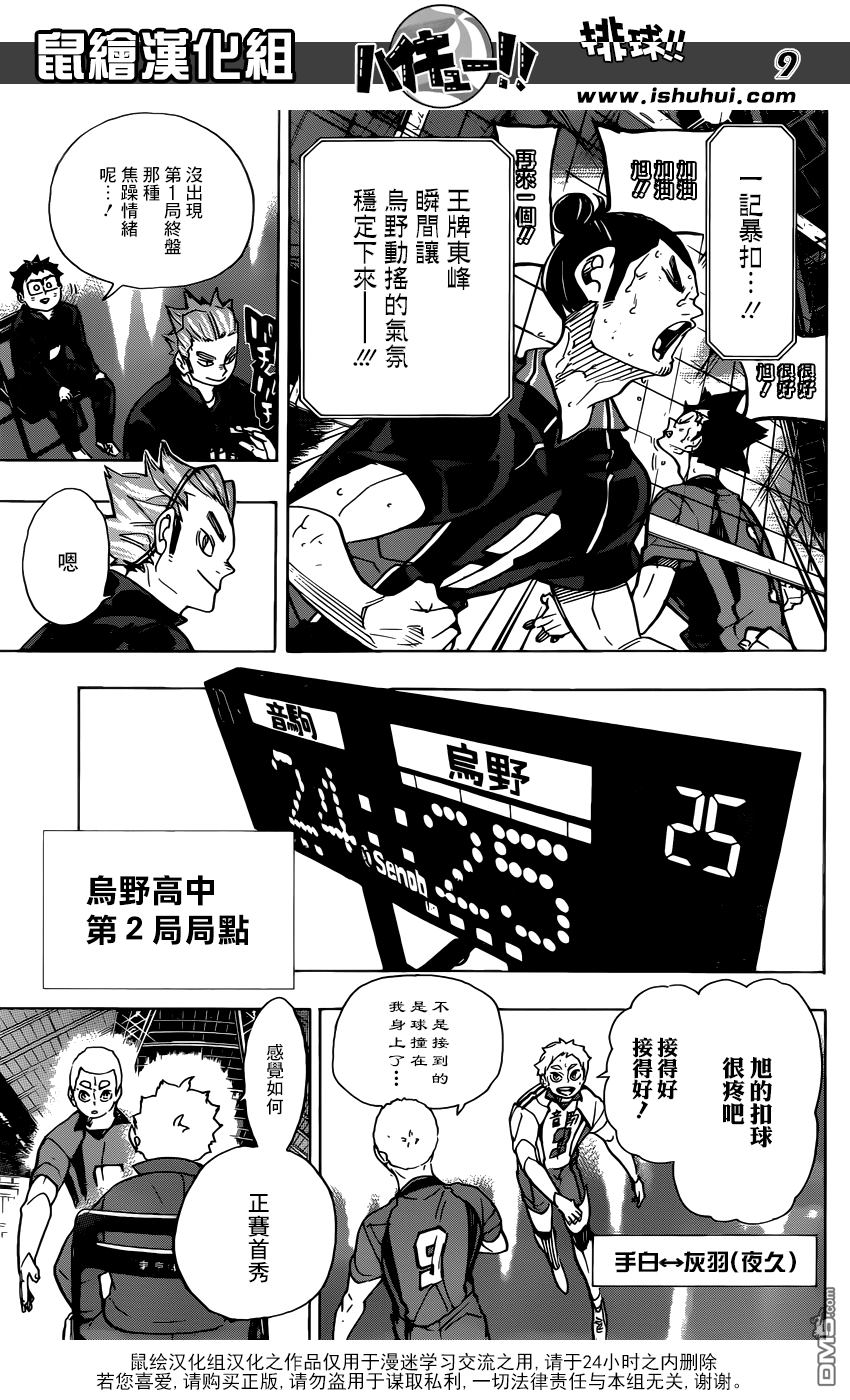 鼠繪漢化組
ハイキュー!!
排球!!
9
www.ishuhui.com
一記暴扣…!!
加油
加油
旭!!
再來一個!!
很好
很好
旭!
王牌東峰
瞬間讓
烏野動搖的氣氛
穩定下來——!!!
沒出現
第1局終盤
那種
焦躁情緒
呢…!
嗯
音駒
烏野
24
25
25
Senoh
烏野高中
第2局局點
旭的扣球
很疼吧
接得好
接得好!
音駒
3
手白↔灰羽(夜久)
不是接到的
是球撞在
我身上了…
9
感覺如何
正賽首秀
鼠绘汉化组汉化之作品仅用于漫迷学习交流之用, 请于24小时之内删除
若您喜爱, 请购买正版, 请勿盗用于谋取私利, 一切法律责任与本组无关, 谢谢。
DM5.com